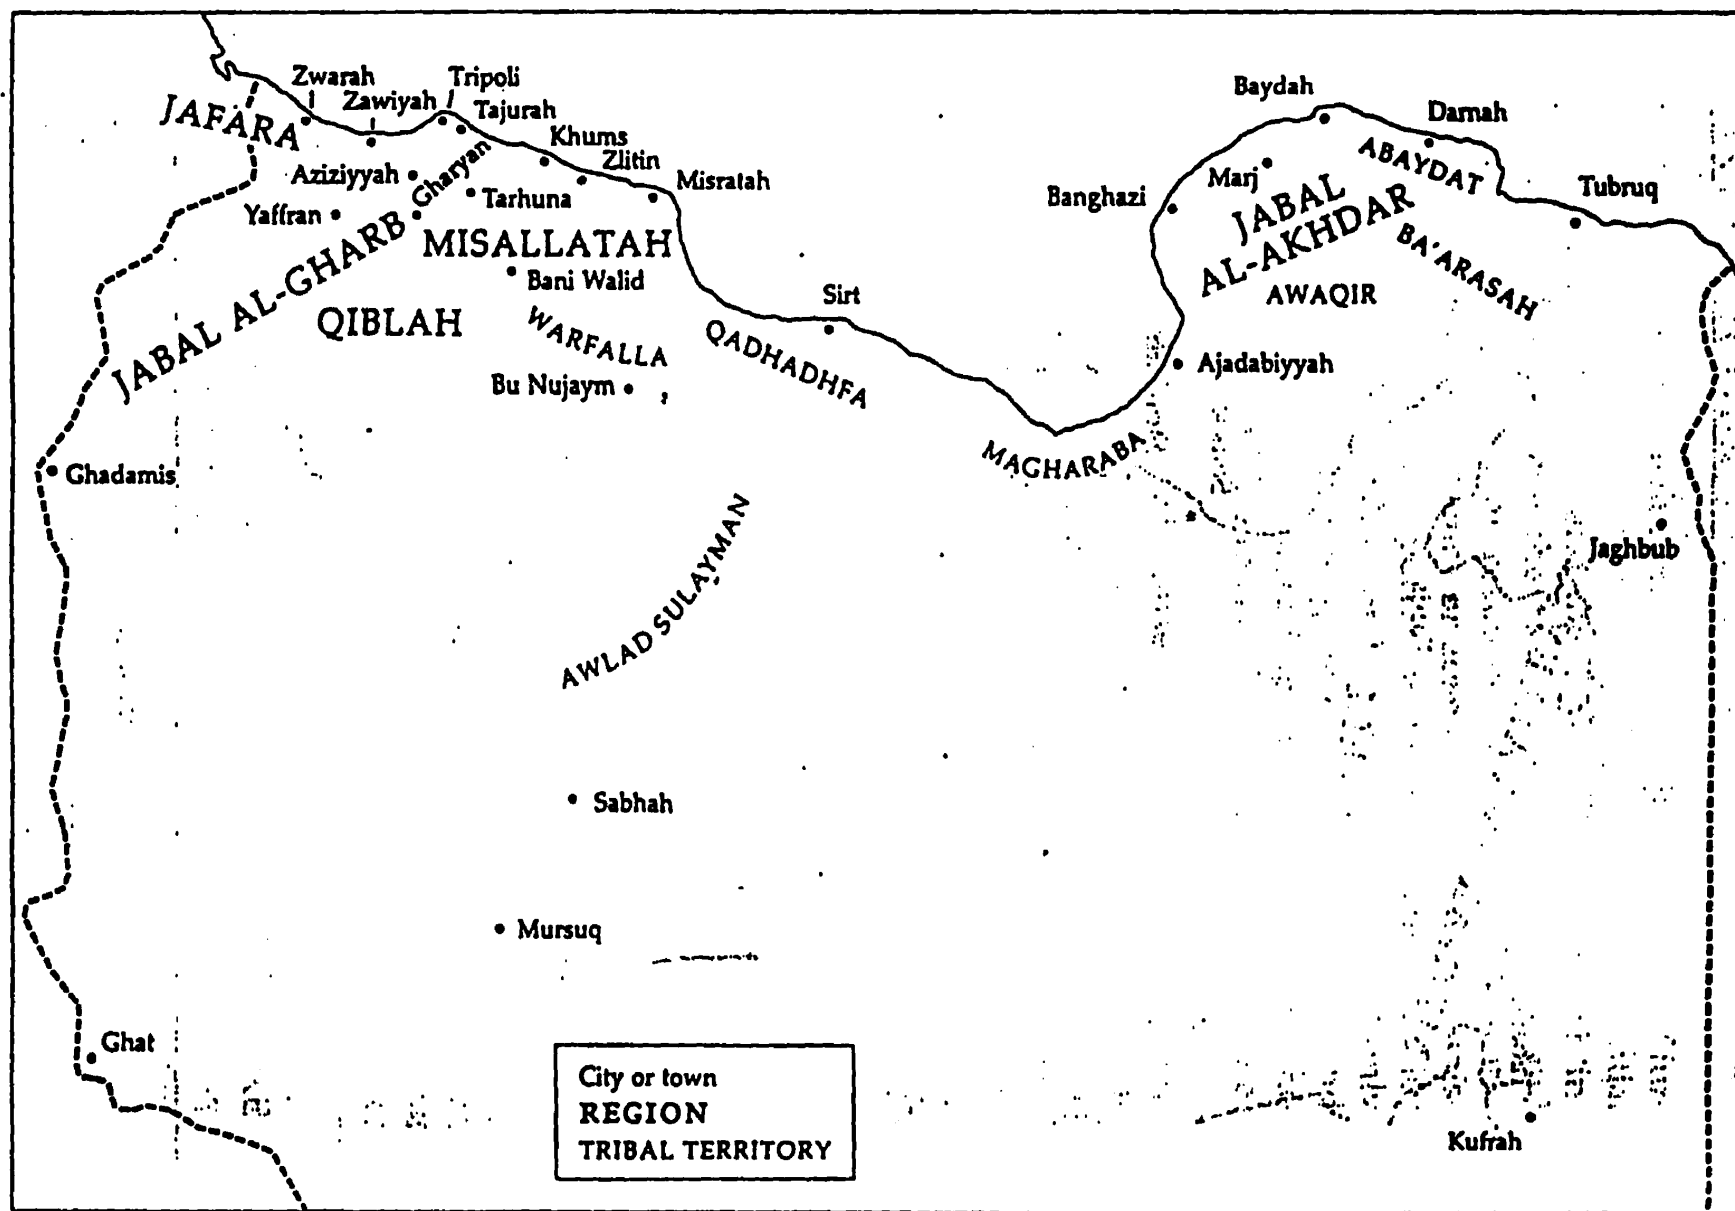 Zwarah
Tripoli
Zawiyah
Tajurah
JAFARA
Khums
Gharyan
Zlitin
Aziziyyah
Misratah
Yaffran
Tarhuna
JABAL AL-GHARB
MISALLATAH
Bani Walid
QIBLAH
WARFALLA
QADHADHFA
Sirt
Bu Nujaym
Ghadamis
Baydah
Darnah
ABAYDAT
Marj
Banghazi
Tubruq
JABAL
AL-AKHDAR
BA'ARASAH
AWAQIR
Ajadabiyyah
MAGHARABA
Jaghbub
AWLAD SULAYMAN
Sabhah
Mursuq
Ghat
Kufrah
City or town
REGION
TRIBAL TERRITORY